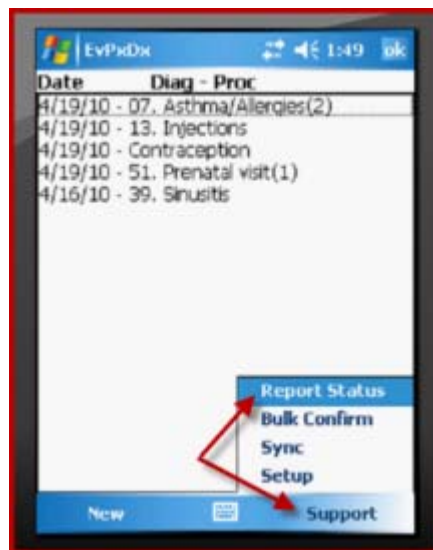 EvPxDx 1:49 ok
Date Diag - Proc
4/19/10 - 07. Asthma/Allergies(2)
4/19/10 - 13. Injections
4/19/10 - Contraception
4/19/10 - 51. Prenatal visit(1)
4/16/10 - 39. Sinusitis
Report Status
Bulk Confirm
Sync
Setup
New Support